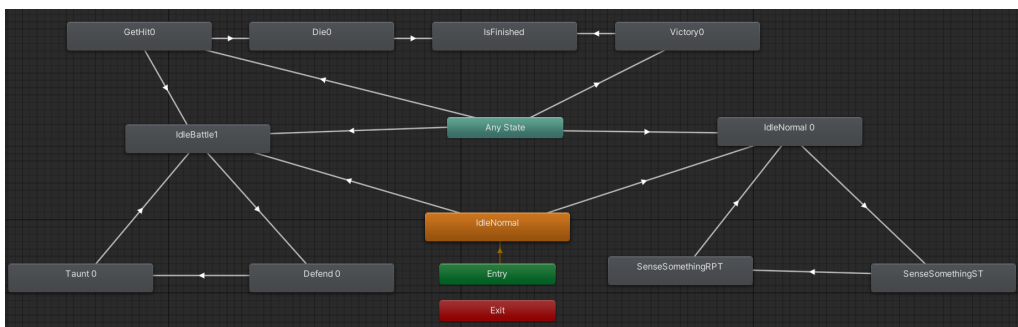 GetHit0
Die0
IsFinished
Victory0
Any State
IdleBattle1
IdleNormal 0
IdleNormal
Taunt 0
Defend 0
Entry
SenseSomethingRPT
SenseSomethingST
Exit